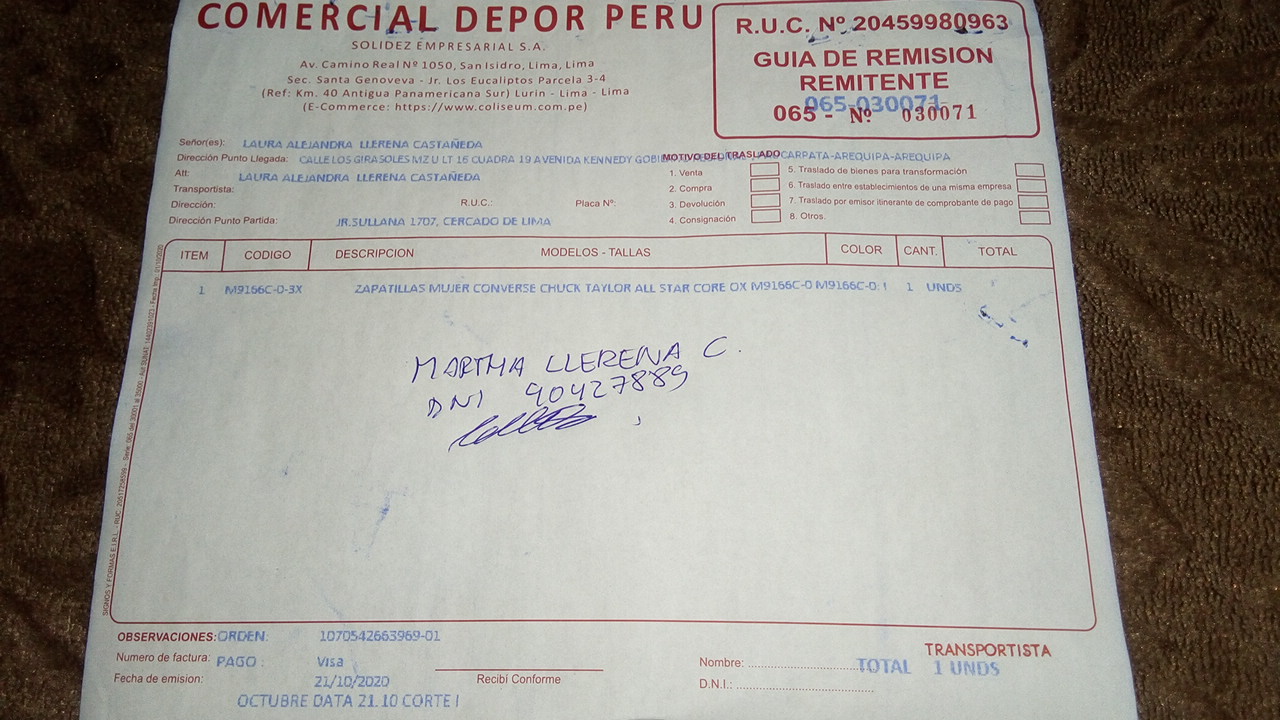 COMERCIAL DEPOR PERU
SOLIDEZ EMPRESARIAL S.A.
Av. Camino Real Nº 1050, San Isidro, Lima, Lima
Sec. Santa Genoveva - Jr. Los Eucaliptos Parcela 3-4
(Ref: Km. 40 Antigua Panamericana Sur) Lurin - Lima - Lima
(E-Commerce: https://www.coliseum.com.pe)
R.U.C. Nº 20459980963
GUIA DE REMISION
REMITENTE
065-030071
065 - Nº 030071
Señor(es): LAURA ALEJANDRA LLERENA CASTAÑEDA
Dirección Punto Llegada: CALLE LOS GIRASOLES MZ U LT 16 CUADRA 19 AVENIDA KENNEDY AREQUIPA-AREQUIPA
MOTIVO DEL TRASLADO
Att: LAURA ALEJANDRA LLERENA CASTAÑEDA
Transportista:
Dirección: R.U.C.: Placa Nº:
Dirección Punto Partida: JR.SULLANA 1707, CERCADO DE LIMA
1. Venta
2. Compra
3. Devolución
4. Consignación
5. Traslado de bienes para transformación
6. Traslado entre establecimientos de una misma empresa
7. Traslado por emisor itinerante de comprobante de pago
8. Otros.
ITEM CODIGO DESCRIPCION MODELOS - TALLAS COLOR CANT. TOTAL
1 M9166C-0-3X ZAPATILLAS MUJER CONVERSE CHUCK TAYLOR ALL STAR CORE OX M9166C-0 M9166C-0: 1 UNDS
MARTHA LLERENA C.
DNI 40427889
OBSERVACIONES: ORDEN: 1070542663969-01
Numero de factura: PAGO : Visa
Fecha de emision: 21/10/2020
OCTUBRE DATA 21.10 CORTE I
Recibi Conforme
TRANSPORTISTA
Nombre: TOTAL 1 UNDS
D.N.I.: